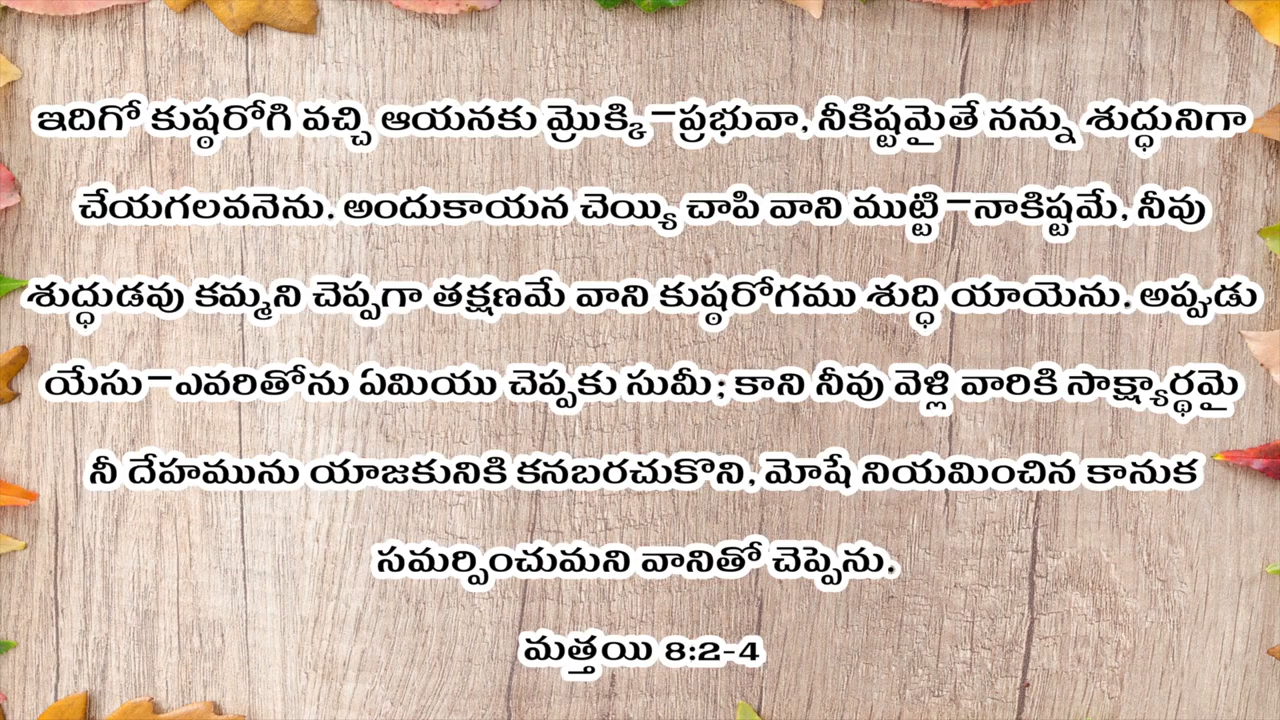 ఇదిగో కుష్ఠరోగి వచ్చి ఆయనకు మ్రొక్కి–ప్రభువా, నీకిష్టమైతే నన్ను శుద్ధునిగా
చేయగలవనెను. అందుకాయన చెయ్యి చాపి వాని ముట్టి–నాకిష్టమే, నీవు
శుద్ధుడవు కమ్మని చెప్పగా తక్షణమే వాని కుష్ఠరోగము శుద్ధి యాయెను. అప్పుడు
యేసు–ఎవరితోను ఏమియు చెప్పకు సుమీ; కాని నీవు వెళ్లి వారికి సాక్ష్యార్థమై
నీ దేహమును యాజకునికి కనబరచుకొని, మోషే నియమించిన కానుక
సమర్పించుమని వానితో చెప్పెను.
మత్తయి 8:2-4